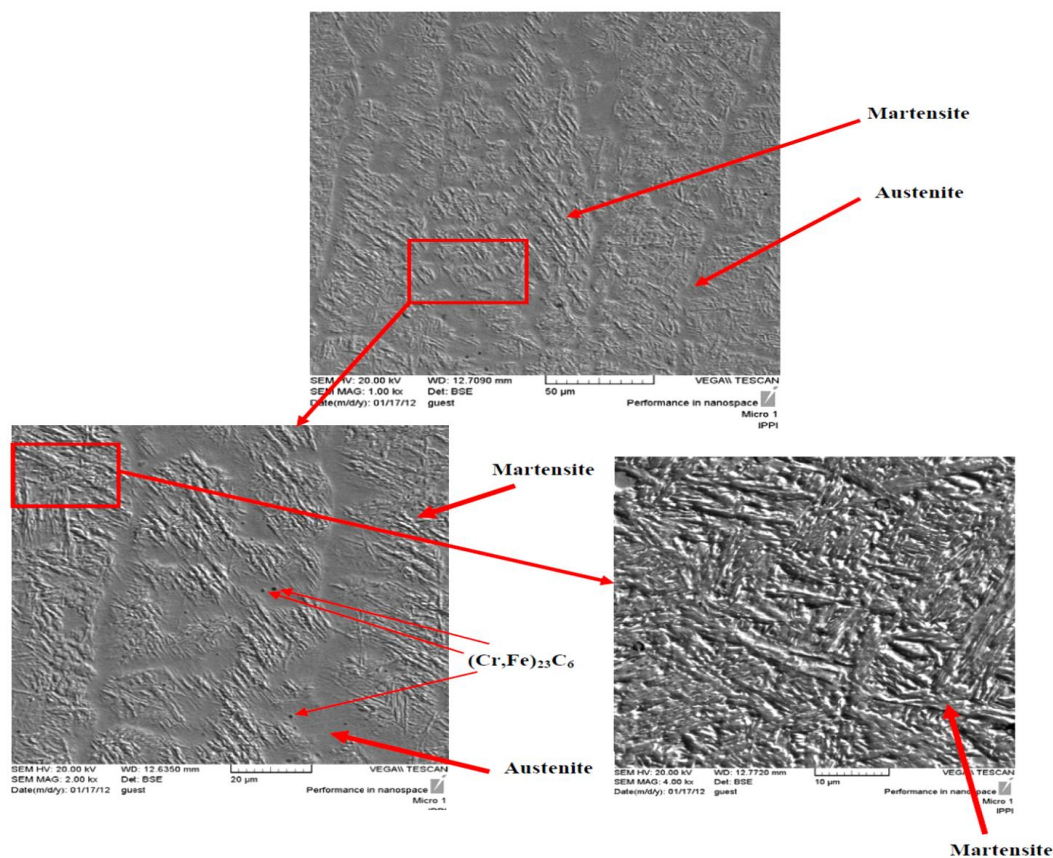 Martensite
Austenite
SEM HV: 20.00 kV WD: 12.7090 mm VEGA\\ TESCAN
SEM MAG: 1.00 kx Det: BSE 50 µm
Date(m/d/y): 01/17/12 guest Performance in nanospace
Micro 1
IPPI
Martensite
(Cr,Fe)₂₃C₆
Austenite
SEM HV: 20.00 kV WD: 12.6350 mm VEGA\\ TESCAN
SEM MAG: 2.00 kx Det: BSE 20 µm
Date(m/d/y): 01/17/12 guest Performance in nanospace
Micro 1
IPPI
SEM HV: 20.00 kV WD: 12.7720 mm VEGA\\ TESCAN
SEM MAG: 4.00 kx Det: BSE 10 µm
Date(m/d/y): 01/17/12 guest Performance in nanospace
Micro 1
IPPI
Martensite